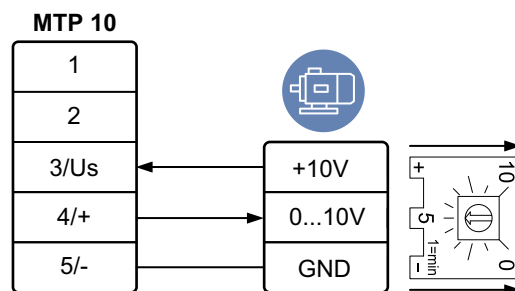 MTP 10
1
2
3/Us
4/+
5/-
+10V
0...10V
GND
+ 5 -
1=min
10
0